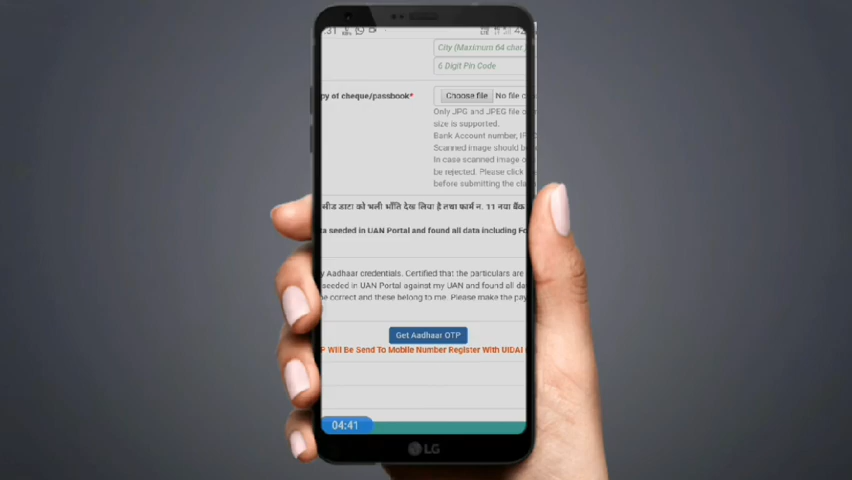 :31
42
City (Maximum 64 char
6 Digit Pin Code
py of cheque/passbook*
Choose file No file c
Only JPG and JPEG file
size is supported.
Bank Account number, IF
Scanned image should b
In case scanned image o
be rejected. Please click
before submitting the cla
सीड डाटा को भली भाँति देख लिया है तथा फार्म न. 11 नया बैंक
ta seeded in UAN Portal and found all data including Fo
y Aadhaar credentials. Certified that the particulars are
seeded in UAN Portal against my UAN and found all da
e correct and these belong to me. Please make the pay
Get Aadhaar OTP
P Will Be Send To Mobile Number Register With UIDAI
04:41
LG